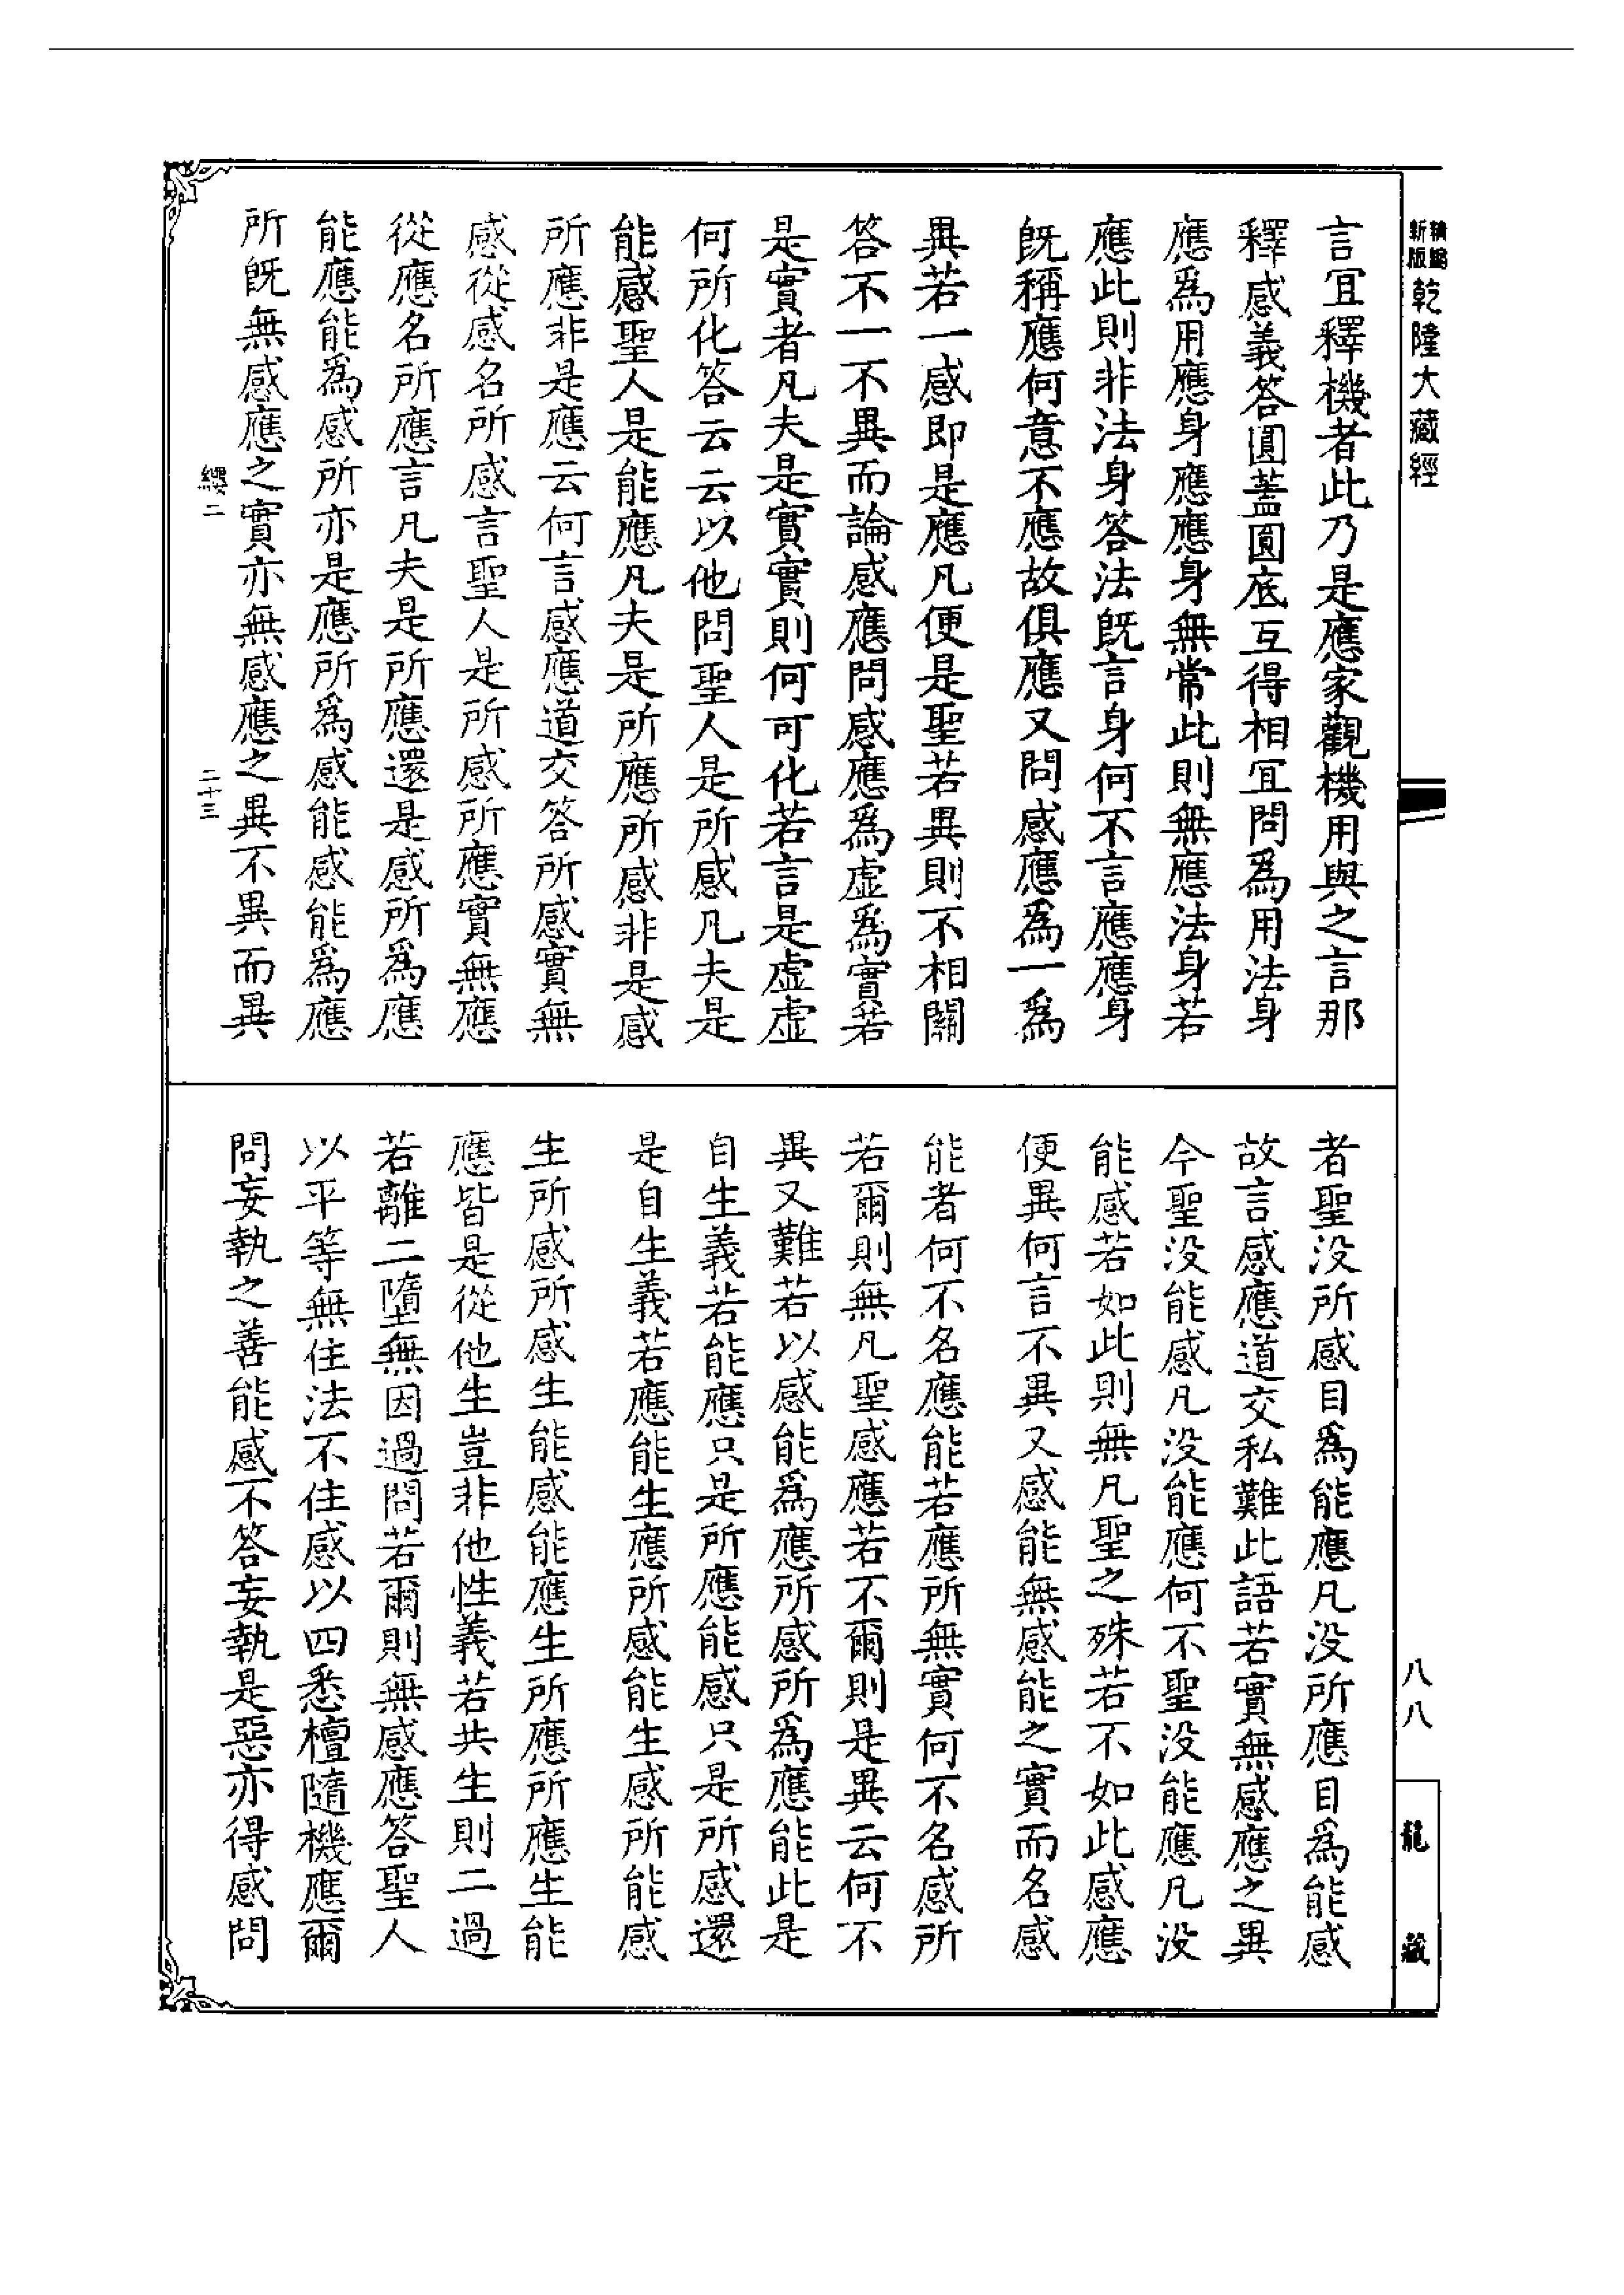 新版
乾隆大藏經
言宜釋機者此乃是應家觀機用與之言那
釋感義答圓蓋圓底互得相宜問為用法身
應為用應身應應身無常此則無應法身若
應此則非法身答法既言身何不言應應身
既稱應何意不應故俱應又問感應為一為
異若一感即是應凡便是聖若異則不相關
答不一不異而論感應問感應為虛為實若
是實者凡夫是實實則何可化若言是虛虛
何所化答云云以他問聖人是所感凡夫是
能感聖人是能應凡夫是所應所感非是感
所應非是應云何言感應道交答所感實無
感從感名所感言聖人是所感所應實無應
從應名所應言凡夫是所應還是感所為應
能應能為感所亦是應所為感能感能為應
所既無感應之實亦無感應之異不異而異
纓二
二十三
者聖没所感目為能應凡没所應目為能感
故言感應道交私難此語若實無感應之異
今聖没能感凡没能應何不聖没能應凡没
能感若如此則無凡聖之殊若不如此感應
便異何言不異又感能無感能之實而名感
能者何不名應能若應所無實何不名感所
若爾則無凡聖感應若不爾則是異云何不
異又難若以感能為應所感所為應能此是
自生義若能應只是所應能感只是所感還
是自生義若應能生應所感能生感所能感
生所感所感生能感能應生所應所應生能
應皆是從他生豈非他性義若共生則二過
若離二墮無因過問若爾則無感應答聖人
以平等無住法不住感以四悉檀隨機應爾
問妄執之善能感不答妄執是惡亦得感問
八八
龍藏